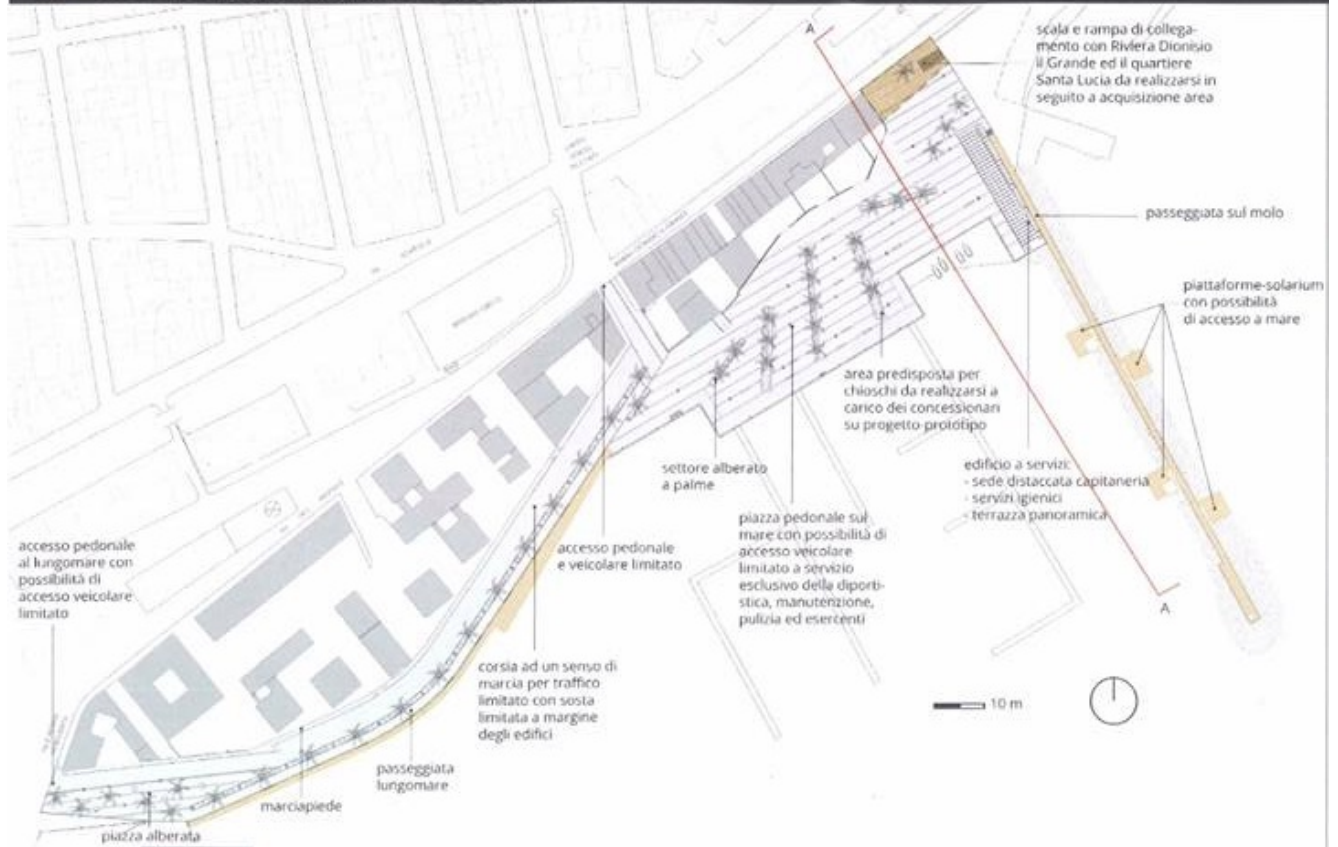 A
scala e rampa di collega-
mento con Riviera Dionisio
il Grande ed il quartiere
Santa Lucia da realizzarsi in
seguito a acquisizione area
passeggiata sul molo
piattaforme-solarium
con possibilità
di accesso a mare
area predisposta per
chioschi da realizzarsi a
carico dei concessionari
su progetto-prototipo
edificio a servizi:
- sede distaccata capitaneria
- servizi igienici
- terrazza panoramica
settore alberato
a palme
piazza pedonale sul
mare con possibilità di
accesso veicolare
limitato a servizio
esclusivo della diporti-
stica, manutenzione,
pulizia ed esercenti
accesso pedonale
e veicolare limitato
accesso pedonale
al lungomare con
possibilità di
accesso veicolare
limitato
corsia ad un senso di
marcia per traffico
limitato con sosta
limitata a margine
degli edifici
A
10 m
passeggiata
lungomare
marciapiede
piazza alberata